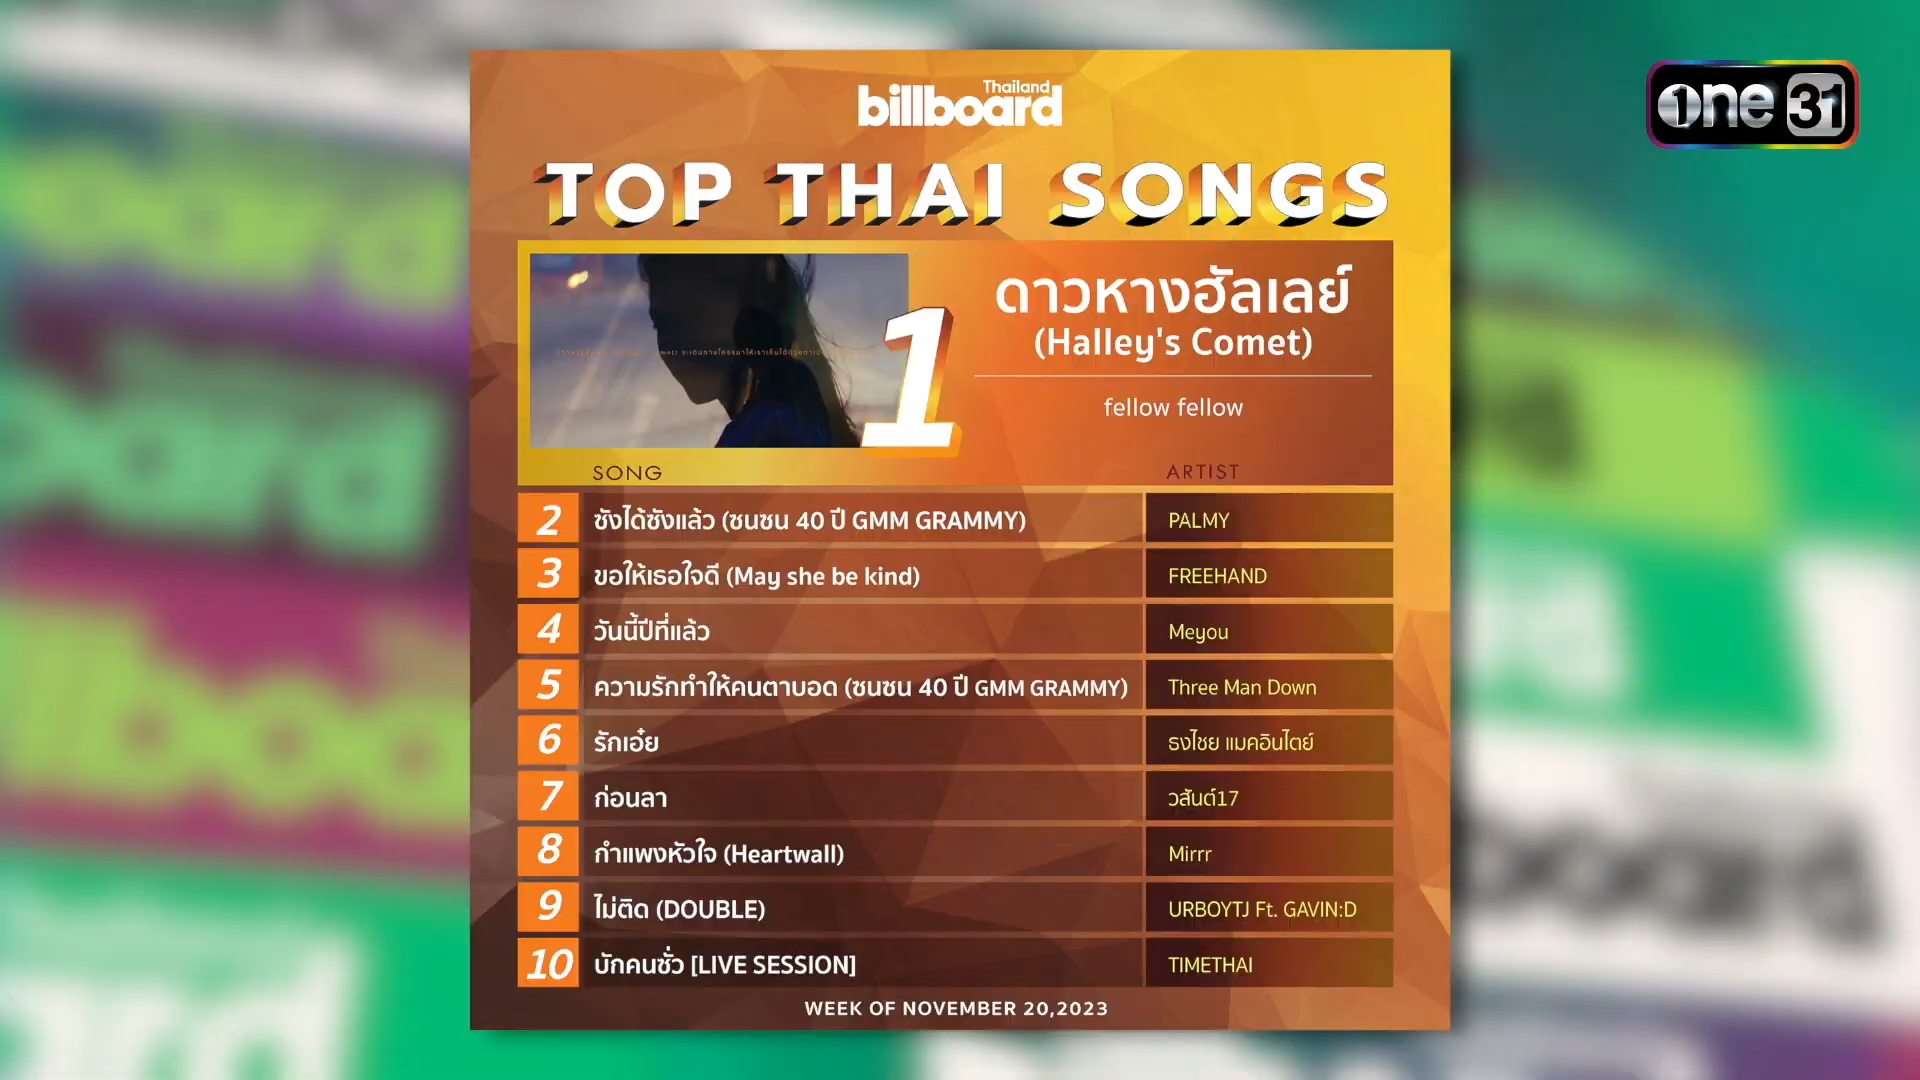 one 31
Thailand
billboard
TOP THAI SONGS
1
ดาวหางฮัลเลย์
(Halley's Comet)
fellow fellow
SONG ARTIST
2 ซังได้ซังแล้ว (ซนซน 40 ปี GMM GRAMMY) PALMY
3 ขอให้เธอใจดี (May she be kind) FREEHAND
4 วันนี้ปีที่แล้ว Meyou
5 ความรักทำให้คนตาบอด (ซนซน 40 ปี GMM GRAMMY) Three Man Down
6 รักเอ๋ย ธงไชย แมคอินไตย์
7 ก่อนลา วสันต์17
8 กำแพงหัวใจ (Heartwall) Mirrr
9 ไม่ติด (DOUBLE) URBOYTJ Ft. GAVIN:D
10 บักคนซั่ว [LIVE SESSION] TIMETHAI
WEEK OF NOVEMBER 20,2023